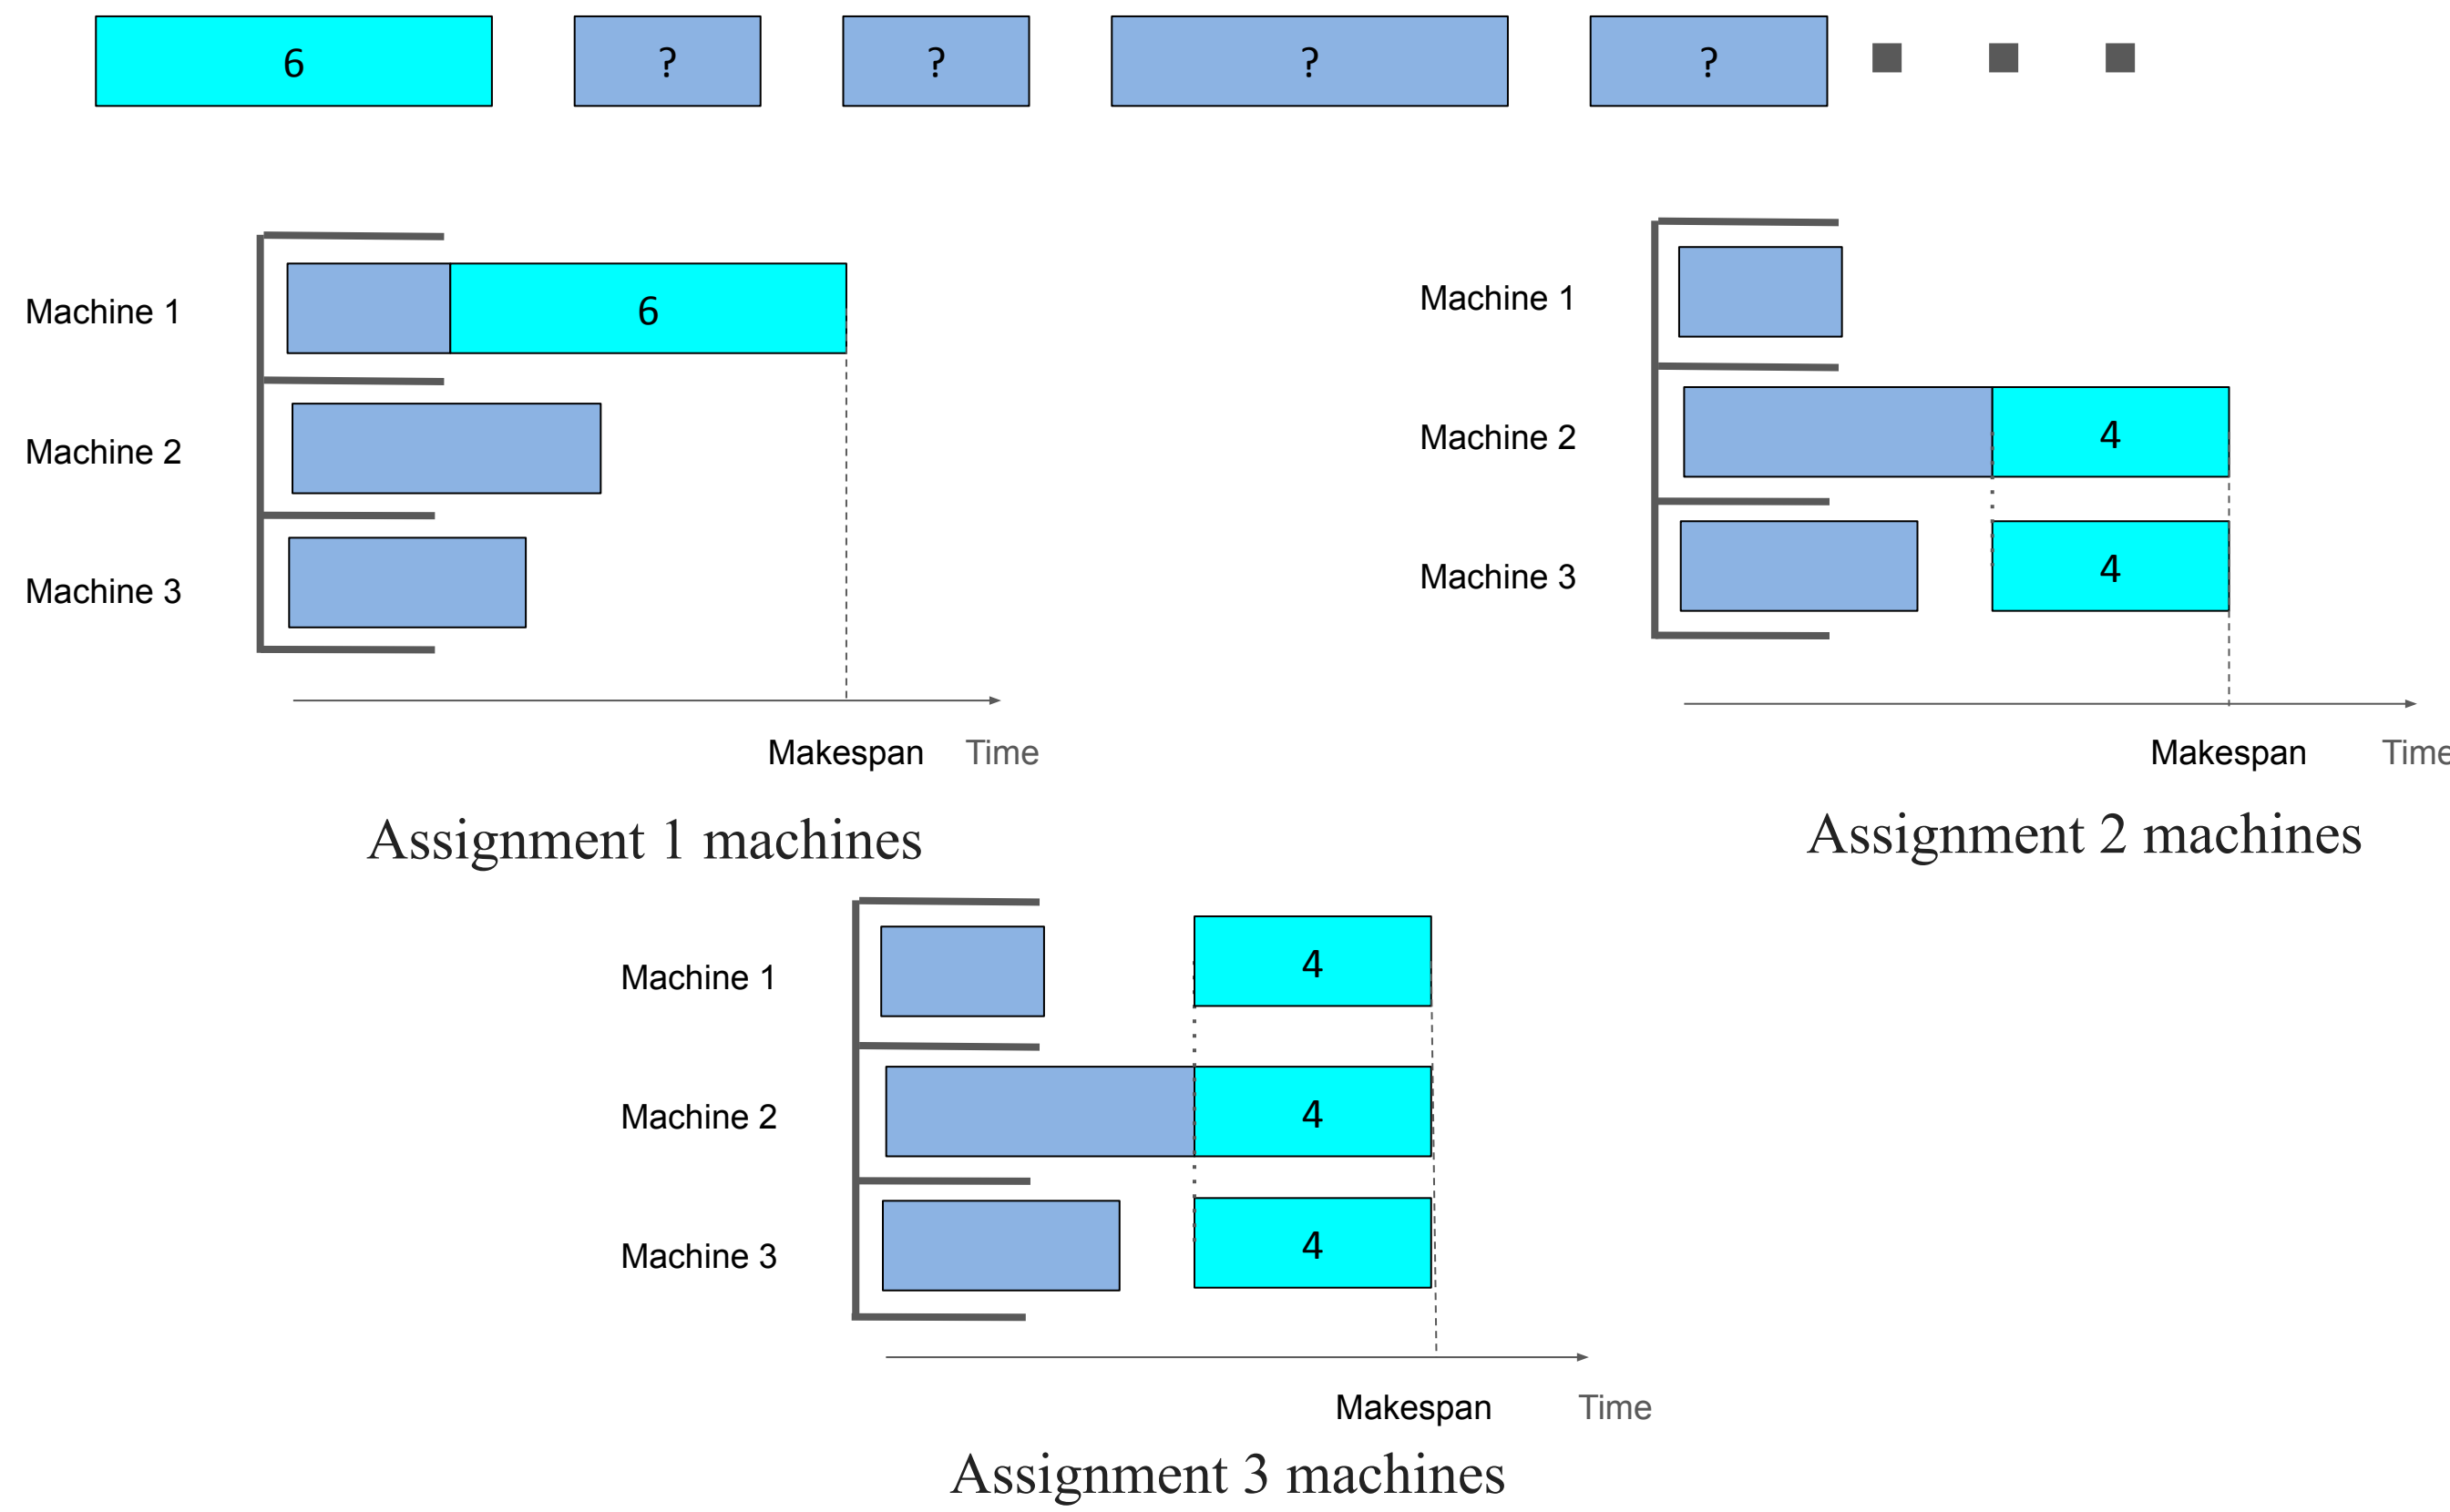 6 ? ? ? ?
Machine 1 6
Machine 2
Machine 3
Makespan Time
Assignment 1 machines
Machine 1
Machine 2 4
Machine 3 4
Makespan Time
Assignment 2 machines
Machine 1 4
Machine 2 4
Machine 3 4
Makespan Time
Assignment 3 machines